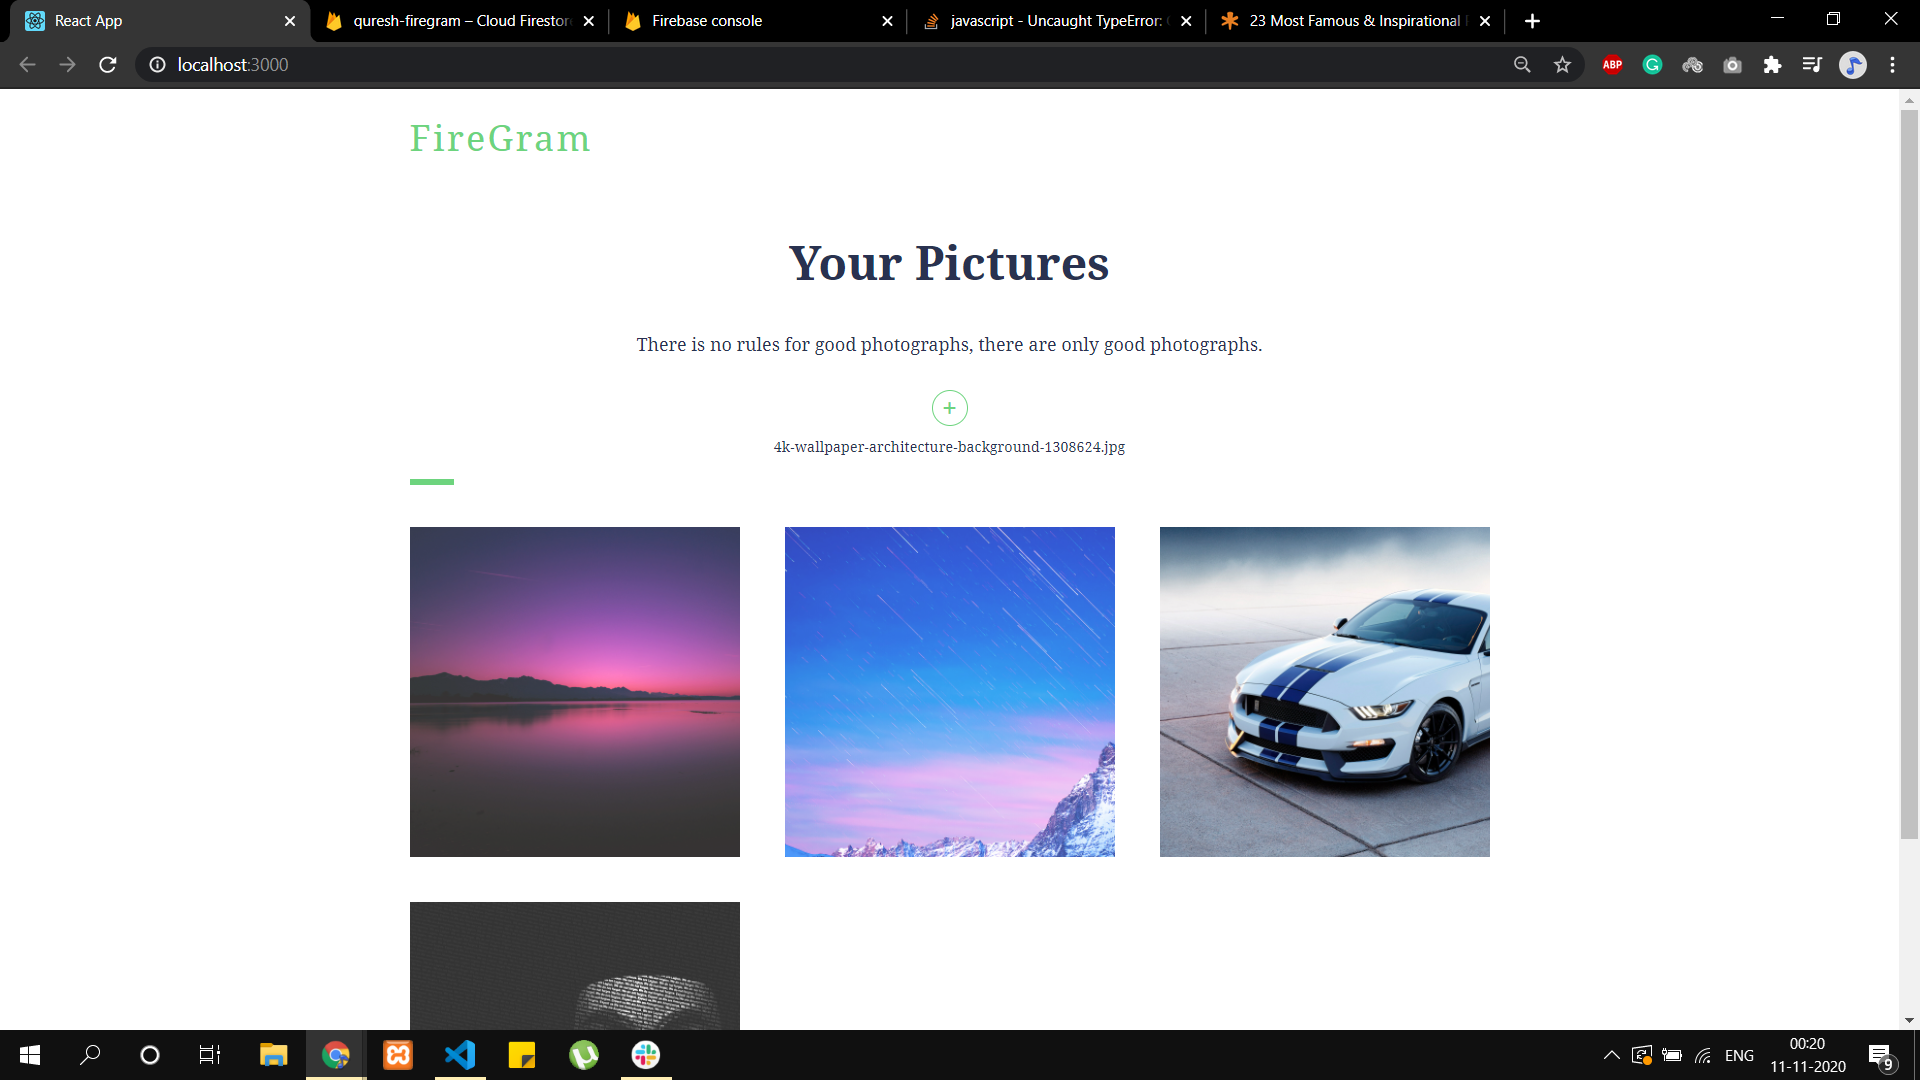 React App
quresh-firegram – Cloud Firestor
Firebase console
javascript - Uncaught TypeError:
23 Most Famous & Inspirational
localhost:3000
ABP
FireGram
Your Pictures
There is no rules for good photographs, there are only good photographs.
+
4k-wallpaper-architecture-background-1308624.jpg
ENG
00:20
11-11-2020
9